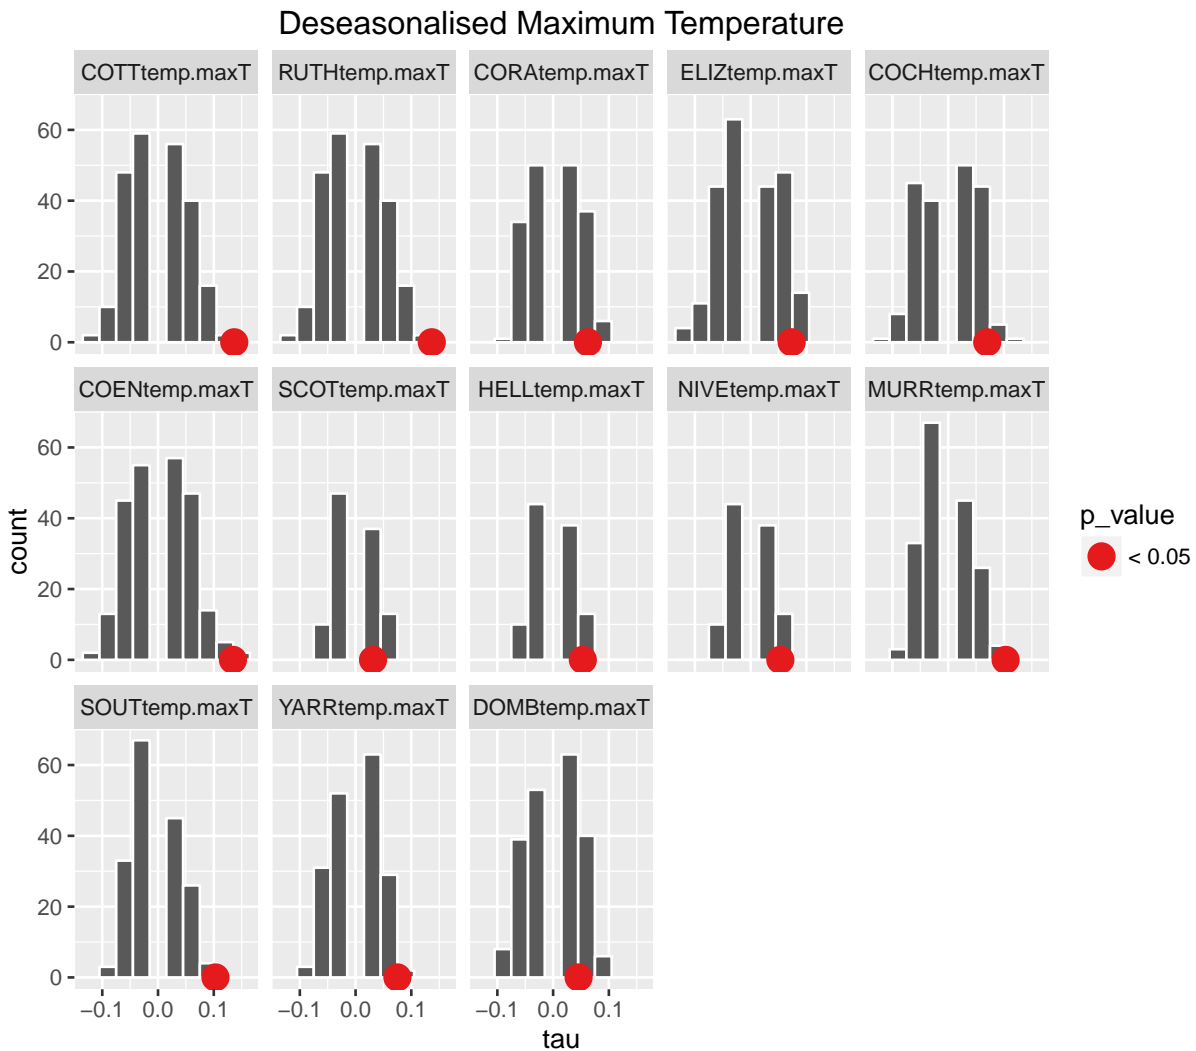 Deseasonalised Maximum Temperature
COTTtemp.maxT RUTHtemp.maxT CORAtemp.maxT ELIZtemp.maxT COCHtemp.maxT
60
40
20
0
COENtemp.maxT SCOTtemp.maxT HELLtemp.maxT NIVEtemp.maxT MURRtemp.maxT
60
40
20
0
count
p_value
< 0.05
SOUTtemp.maxT YARRtemp.maxT DOMBtemp.maxT
60
40
20
0
−0.1 0.0 0.1 −0.1 0.0 0.1 −0.1 0.0 0.1
tau